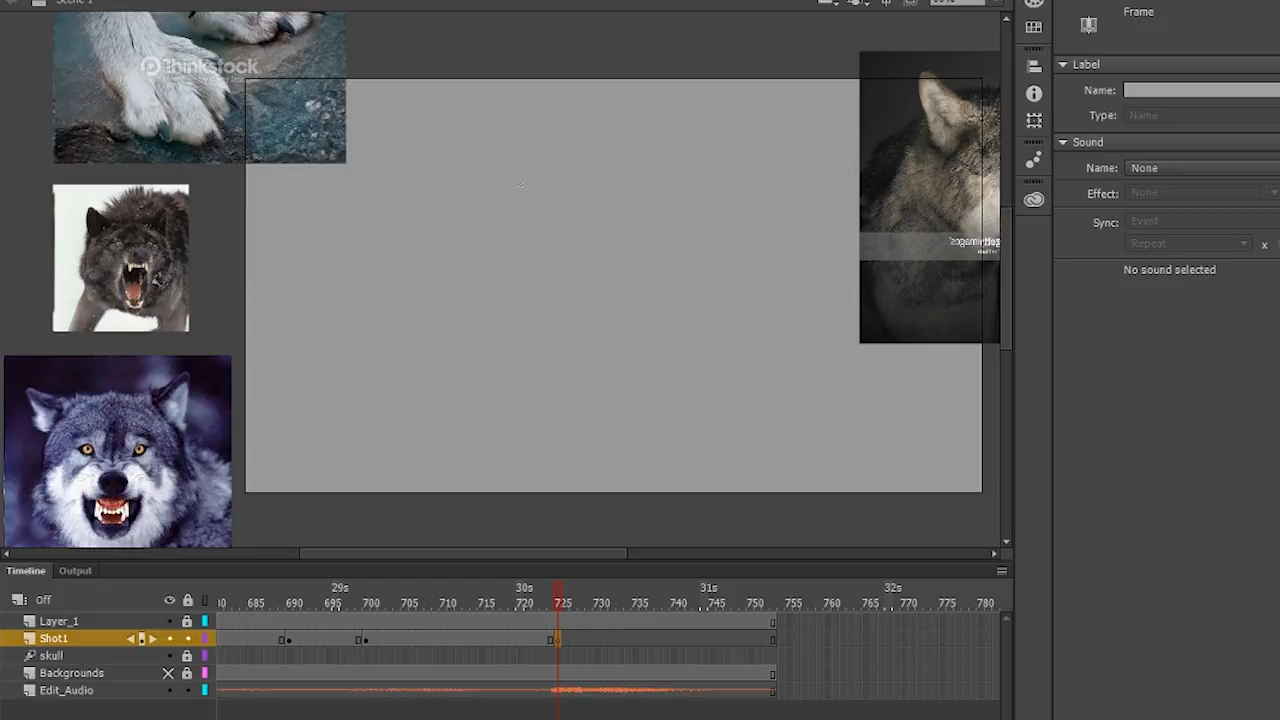 Scene 1
Frame
Thinkstock
Label
Name:
Type: Name
Sound
Name: None
Effect: None
Sync: Event
Repeat x
No sound selected
Timeline Output
29s 30s 31s 32s
Off
685 690 695 700 705 710 715 720 725 730 735 740 745 750 755 760 765 770 775 780
Layer_1
Shot1
skull
Backgrounds
Edit_Audio